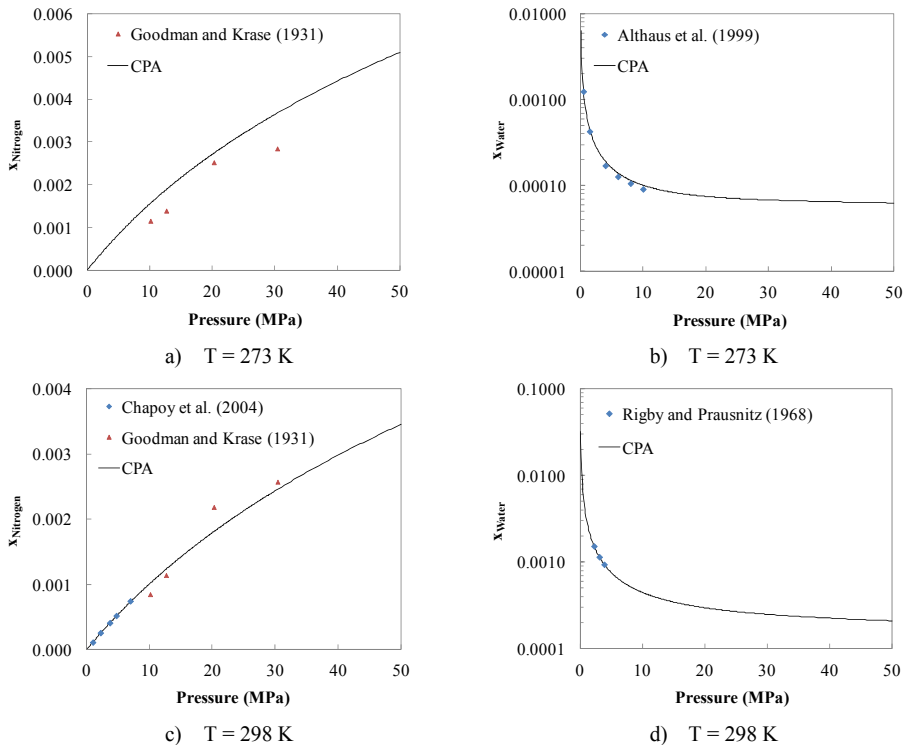 0.006
0.005
0.004
0.003
0.002
0.001
0.000
x_Nitrogen
Goodman and Krase (1931)
CPA
0 10 20 30 40 50
Pressure (MPa)
a) T = 273 K
0.01000
0.00100
0.00010
0.00001
x_Water
Althaus et al. (1999)
CPA
0 10 20 30 40 50
Pressure (MPa)
b) T = 273 K
0.004
0.003
0.002
0.001
0.000
x_Nitrogen
Chapoy et al. (2004)
Goodman and Krase (1931)
CPA
0 10 20 30 40 50
Pressure (MPa)
c) T = 298 K
0.1000
0.0100
0.0010
0.0001
x_Water
Rigby and Prausnitz (1968)
CPA
0 10 20 30 40 50
Pressure (MPa)
d) T = 298 K